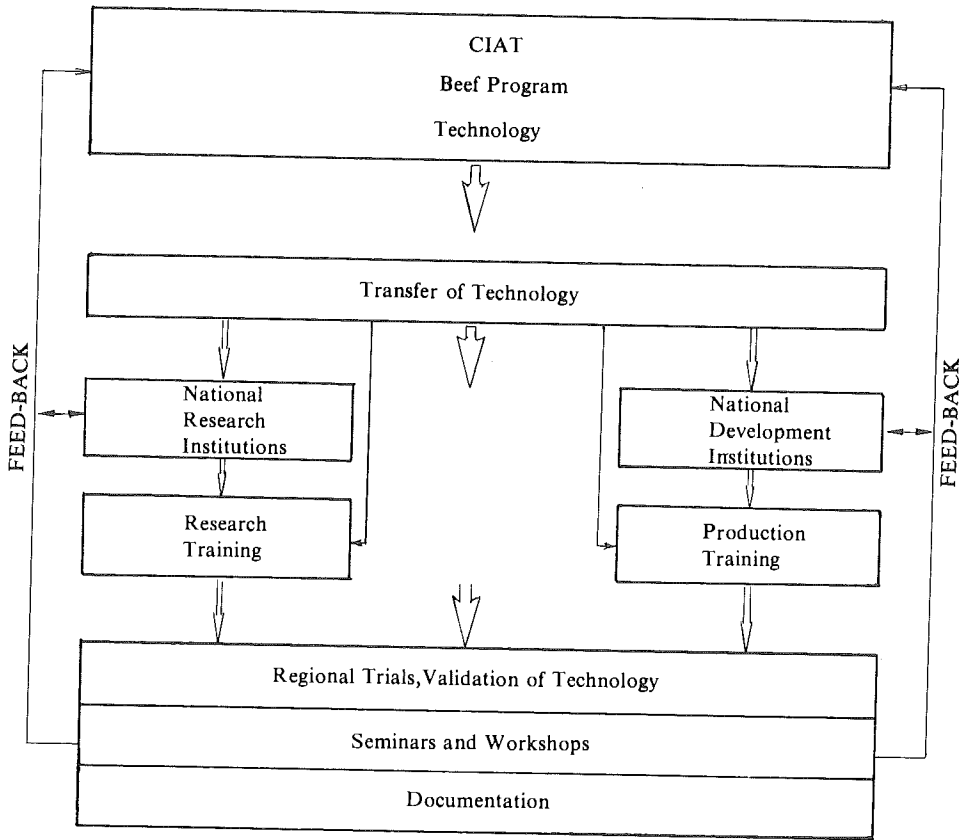 CIAT
Beef Program
Technology
Transfer of Technology
FEED-BACK
National
Research
Institutions
National
Development
Institutions
FEED-BACK
Research
Training
Production
Training
Regional Trials,Validation of Technology
Seminars and Workshops
Documentation